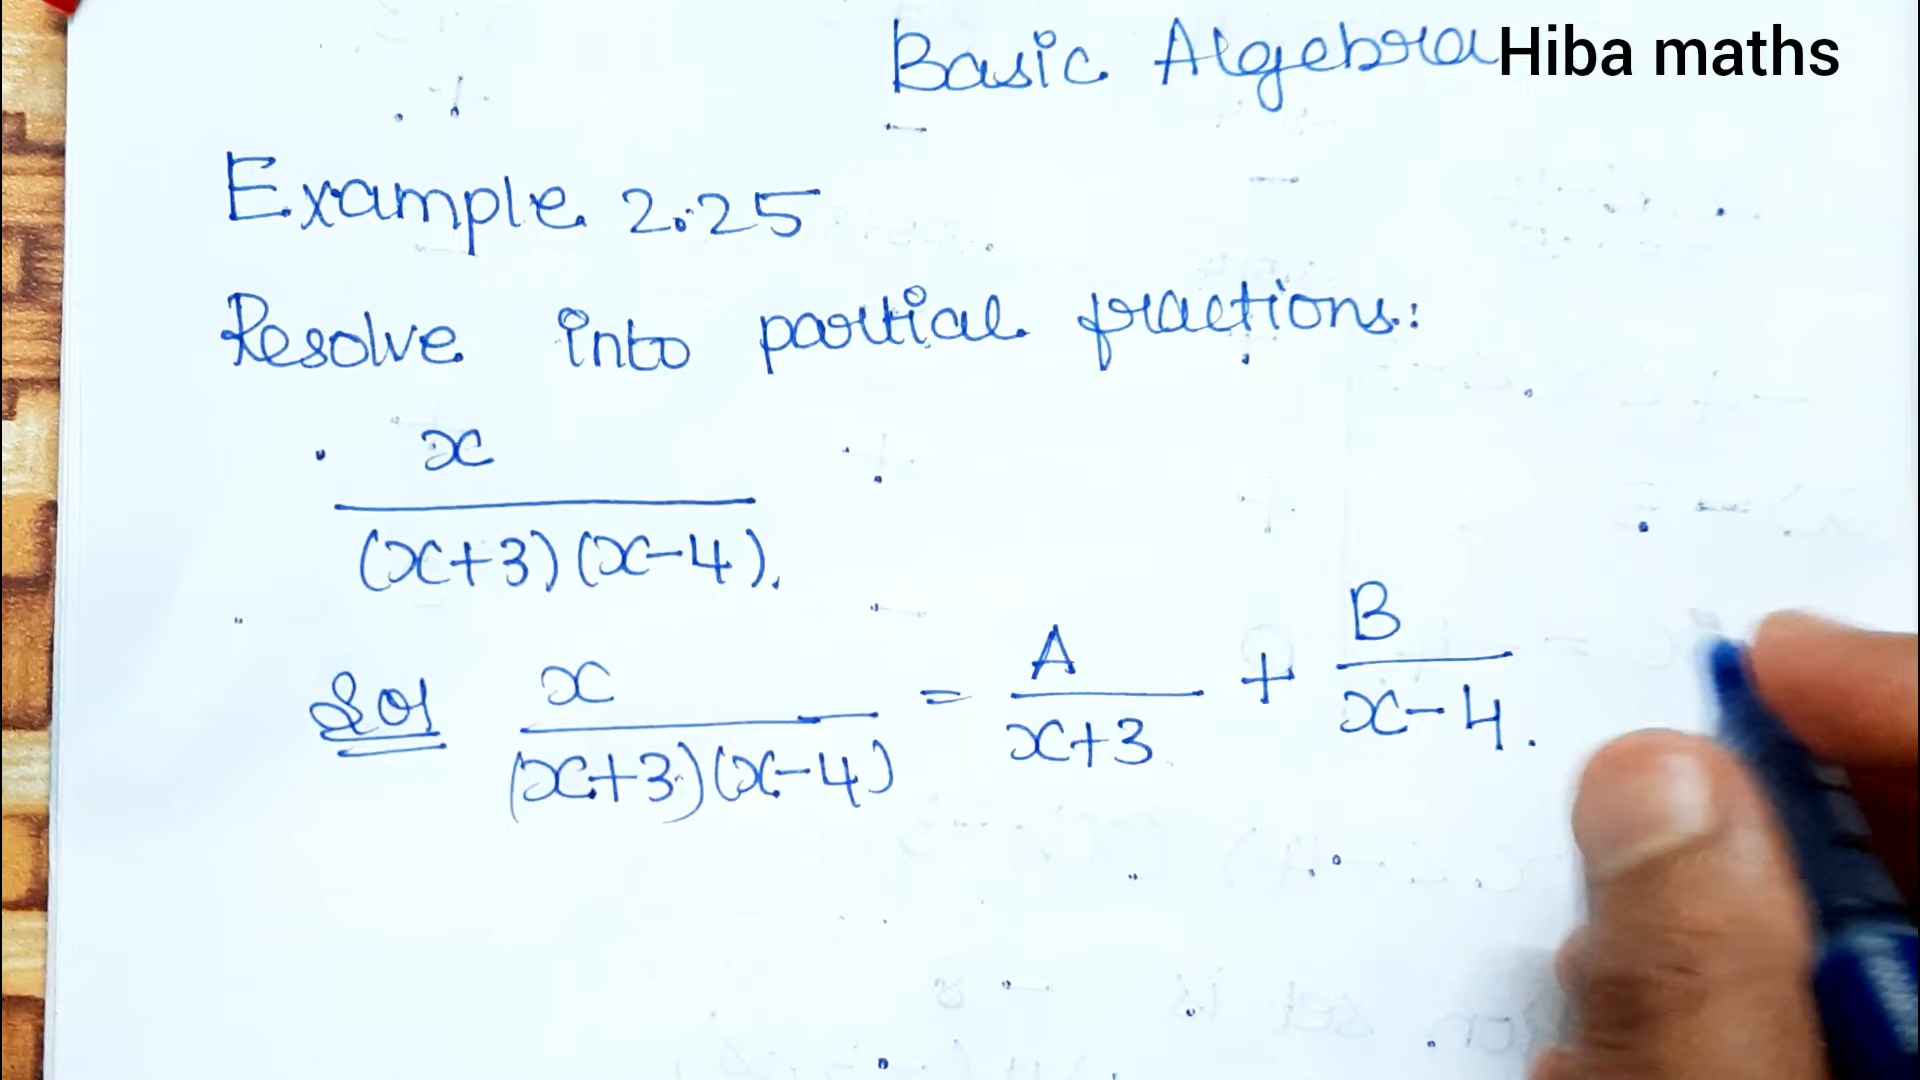 Basic Algebra Hiba maths
Example 2.25
Resolve into partial fractions:
x
(x+3)(x-4).
Sol x / (x+3)(x-4) = A / x+3 + B / x-4.